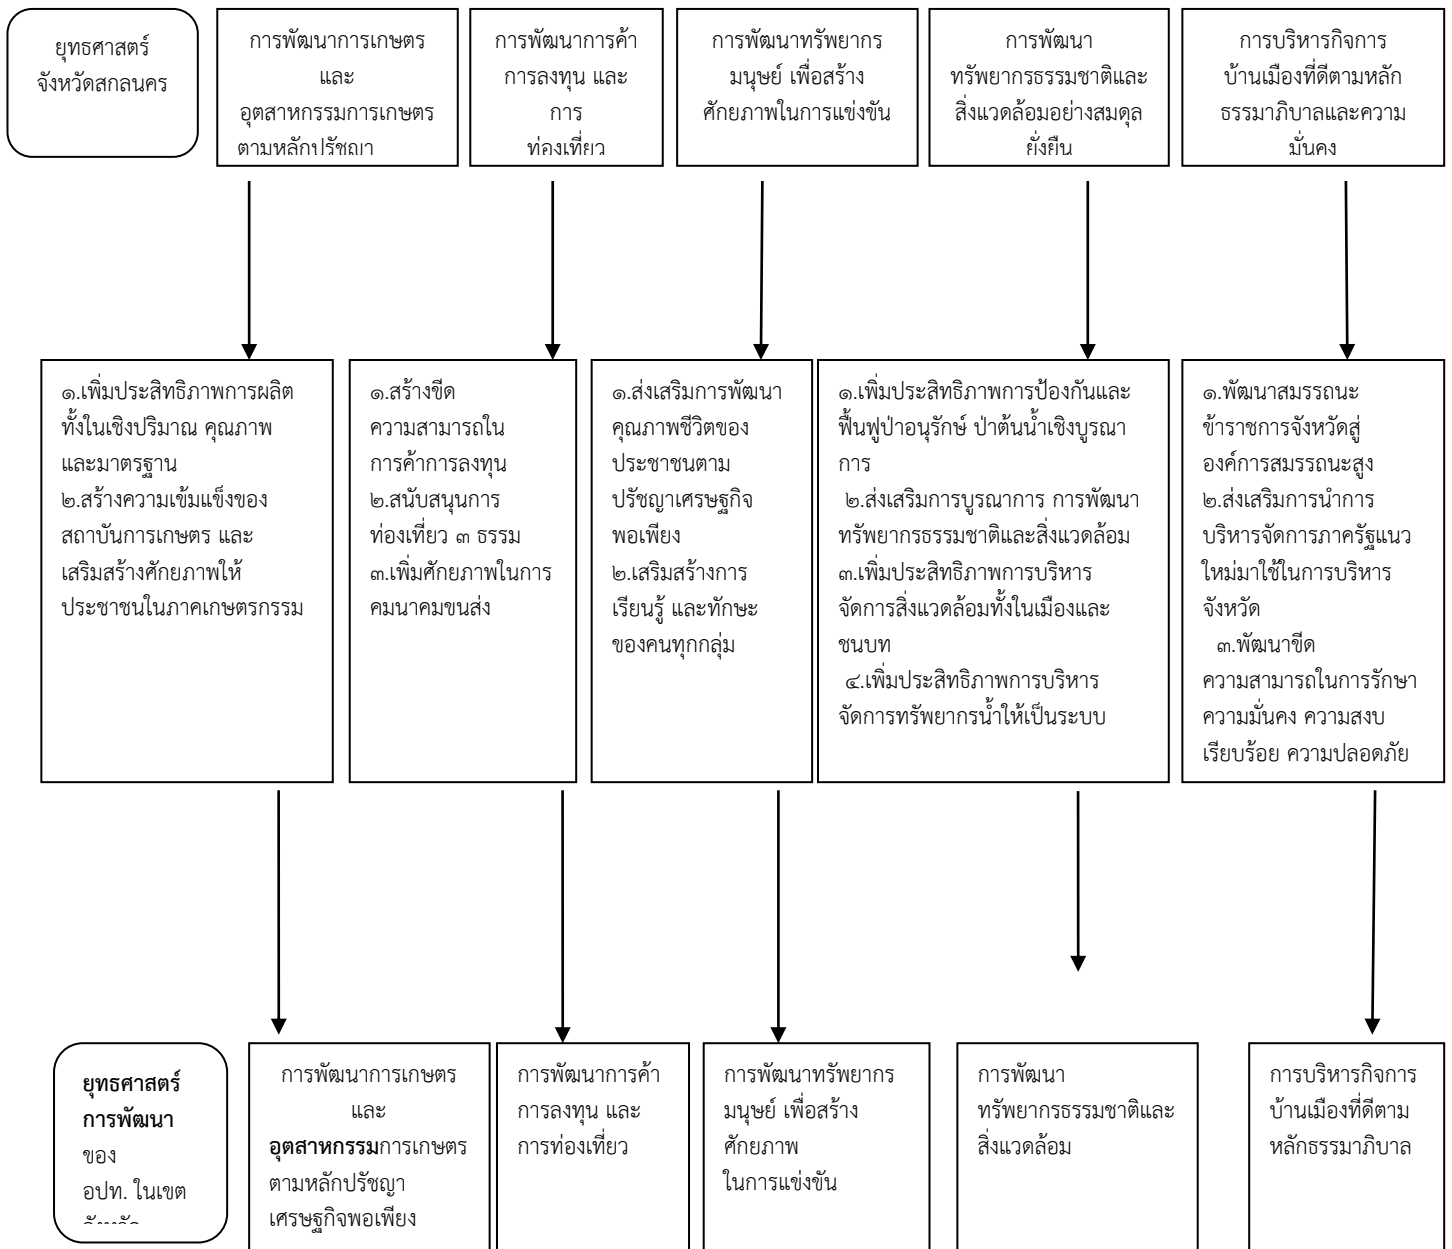 ยุทธศาสตร์
จังหวัดสกลนคร
การพัฒนาการเกษตร
และ
อุตสาหกรรมการเกษตร
ตามหลักปรัชญา
การพัฒนาการค้า
การลงทุน และ
การ
ท่องเที่ยว
การพัฒนาทรัพยากร
มนุษย์ เพื่อสร้าง
ศักยภาพในการแข่งขัน
การพัฒนา
ทรัพยากรธรรมชาติและ
สิ่งแวดล้อมอย่างสมดุล
ยั่งยืน
การบริหารกิจการ
บ้านเมืองที่ดีตามหลัก
ธรรมาภิบาลและความ
มั่นคง
๑.เพิ่มประสิทธิภาพการผลิต
ทั้งในเชิงปริมาณ คุณภาพ
และมาตรฐาน
๒.สร้างความเข้มแข็งของ
สถาบันการเกษตร และ
เสริมสร้างศักยภาพให้
ประชาชนในภาคเกษตรกรรม
๑.สร้างขีด
ความสามารถใน
การค้าการลงทุน
๒.สนับสนุนการ
ท่องเที่ยว ๓ ธรรม
๓.เพิ่มศักยภาพในการ
คมนาคมขนส่ง
๑.ส่งเสริมการพัฒนา
คุณภาพชีวิตของ
ประชาชนตาม
ปรัชญาเศรษฐกิจ
พอเพียง
๒.เสริมสร้างการ
เรียนรู้ และทักษะ
ของคนทุกกลุ่ม
๑.เพิ่มประสิทธิภาพการป้องกันและ
ฟื้นฟูป่าอนุรักษ์ ป่าต้นน้ำเชิงบูรณา
การ
๒.ส่งเสริมการบูรณาการ การพัฒนา
ทรัพยากรธรรมชาติและสิ่งแวดล้อม
๓.เพิ่มประสิทธิภาพการบริหาร
จัดการสิ่งแวดล้อมทั้งในเมืองและ
ชนบท
๔.เพิ่มประสิทธิภาพการบริหาร
จัดการทรัพยากรน้ำให้เป็นระบบ
๑.พัฒนาสมรรถนะ
ข้าราชการจังหวัดสู่
องค์การสมรรถนะสูง
๒.ส่งเสริมการนำการ
บริหารจัดการภาครัฐแนว
ใหม่มาใช้ในการบริหาร
จังหวัด
๓.พัฒนาขีด
ความสามารถในการรักษา
ความมั่นคง ความสงบ
เรียบร้อย ความปลอดภัย
ยุทธศาสตร์
การพัฒนา
ของ
อปท. ในเขต
การพัฒนาการเกษตร
และ
อุตสาหกรรมการเกษตร
ตามหลักปรัชญา
เศรษฐกิจพอเพียง
การพัฒนาการค้า
การลงทุน และ
การท่องเที่ยว
การพัฒนาทรัพยากร
มนุษย์ เพื่อสร้าง
ศักยภาพ
ในการแข่งขัน
การพัฒนา
ทรัพยากรธรรมชาติและ
สิ่งแวดล้อม
การบริหารกิจการ
บ้านเมืองที่ดีตาม
หลักธรรมาภิบาล